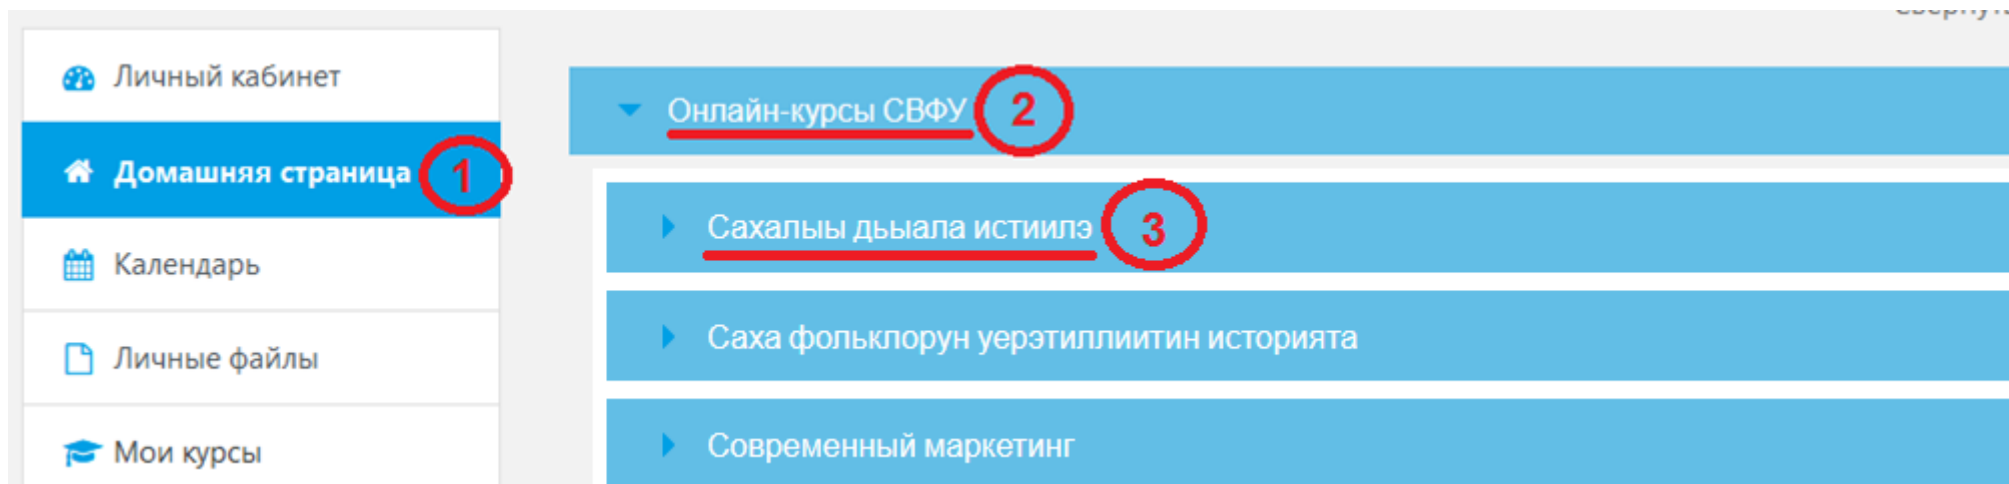 Личный кабинет
Домашняя страница 1
Календарь
Личные файлы
Мои курсы
Онлайн-курсы СВФУ 2
Сахалыы дьыала истиилэ 3
Саха фольклорун уерэтиллиитин историята
Современный маркетинг